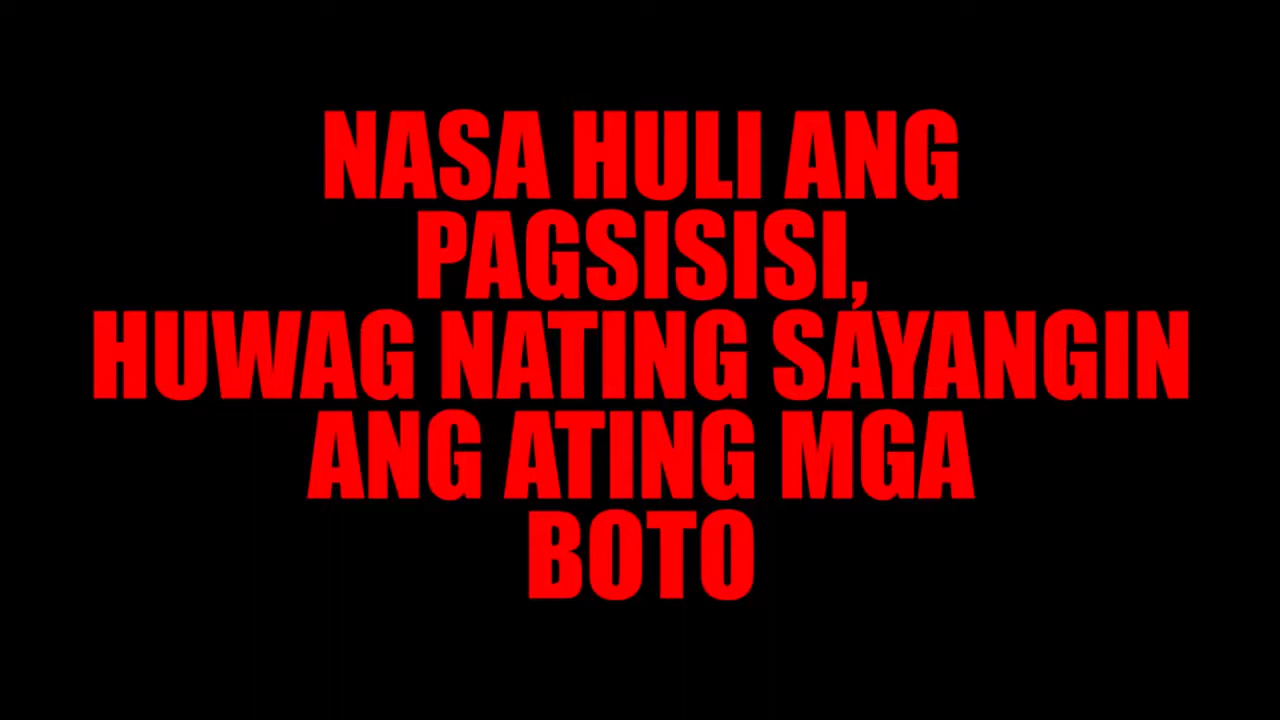 NASA HULI ANG
PAGSISISI,
HUWAG NATING SAYANGIN
ANG ATING MGA
BOTO